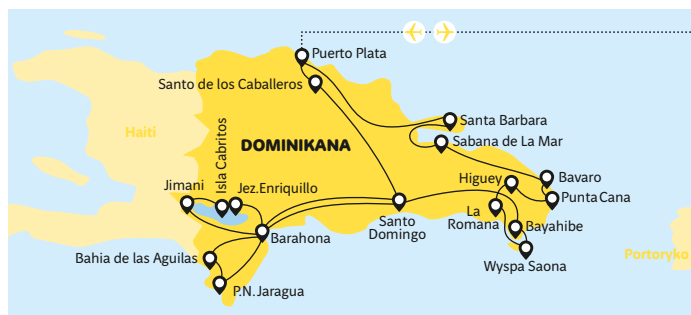 Puerto Plata
Santo de los Caballeros
Haiti
DOMINIKANA
Santa Barbara
Sabana de La Mar
Isla Cabritos
Jimani
Jez.Enriquillo
Higuey
Bavaro
Punta Cana
La
Romana
Santo
Domingo
Barahona
Bayahibe
Bahia de las Aguilas
Wyspa Saona
Portoryko
P.N.Jaragua